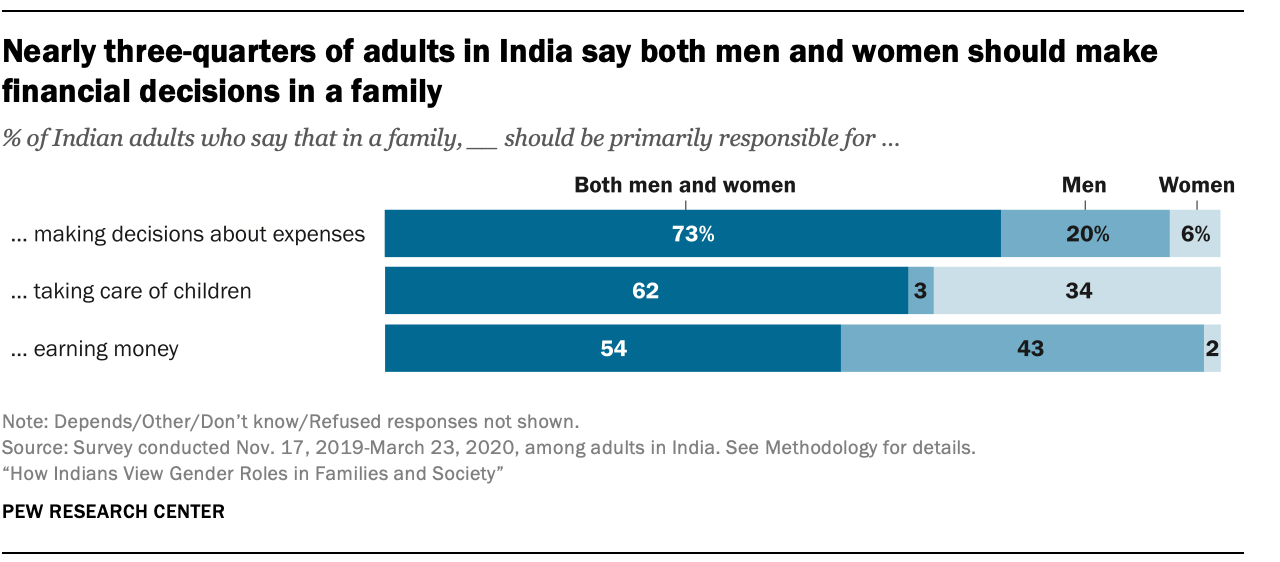 Nearly three-quarters of adults in India say both men and women should make
financial decisions in a family
% of Indian adults who say that in a family, __ should be primarily responsible for ...
Both men and women Men Women
... making decisions about expenses 73% 20% 6%
... taking care of children 62 3 34
... earning money 54 43 2
Note: Depends/Other/Don’t know/Refused responses not shown.
Source: Survey conducted Nov. 17, 2019-March 23, 2020, among adults in India. See Methodology for details.
“How Indians View Gender Roles in Families and Society”
PEW RESEARCH CENTER